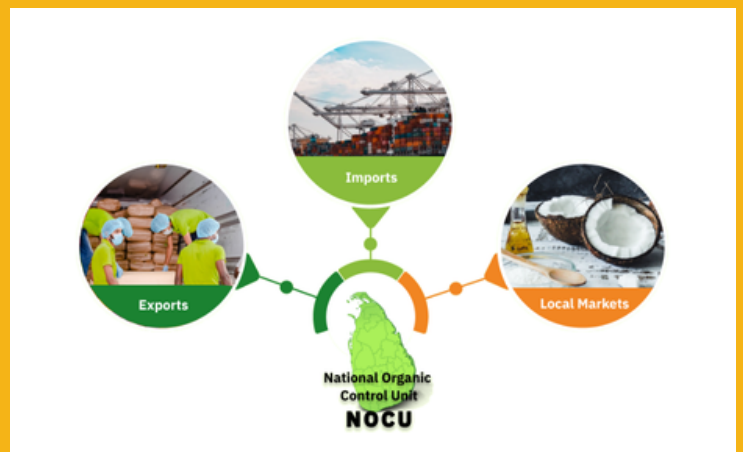 Imports
Exports
Local Markets
National Organic
Control Unit
NOCU